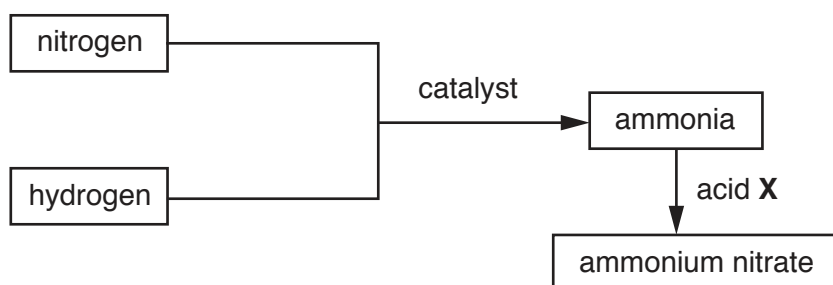 nitrogen
catalyst
ammonia
hydrogen
acid X
ammonium nitrate